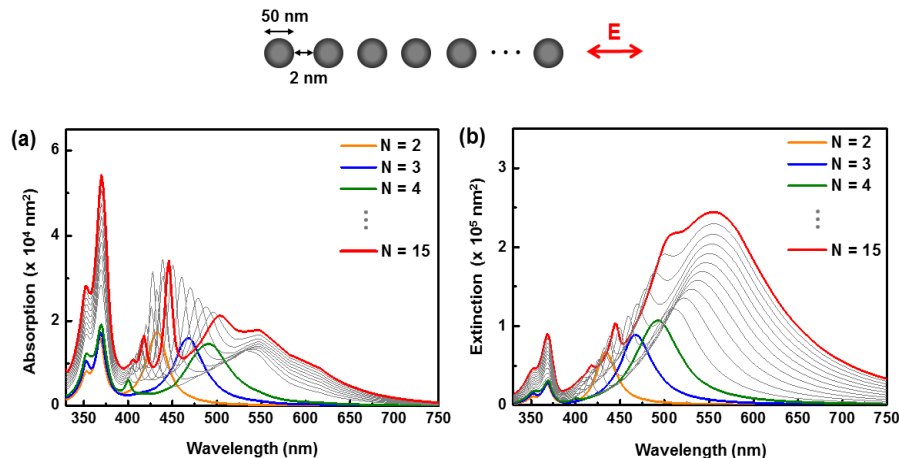 50 nm
E
2 nm
• • •
(a)
6
4
2
0
Absorption (x 10⁴ nm²)
N = 2
N = 3
N = 4
N = 15
350 400 450 500 550 600 650 700 750
Wavelength (nm)
(b)
3
2
1
0
Extinction (x 10⁵ nm²)
N = 2
N = 3
N = 4
N = 15
350 400 450 500 550 600 650 700 750
Wavelength (nm)